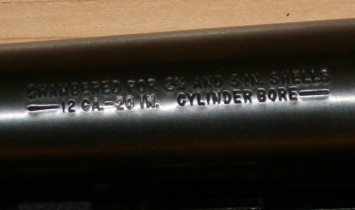 CHAMBERED FOR 2¾ AND 3 IN. SHELLS
12 GA.-20 IN. CYLINDER BORE